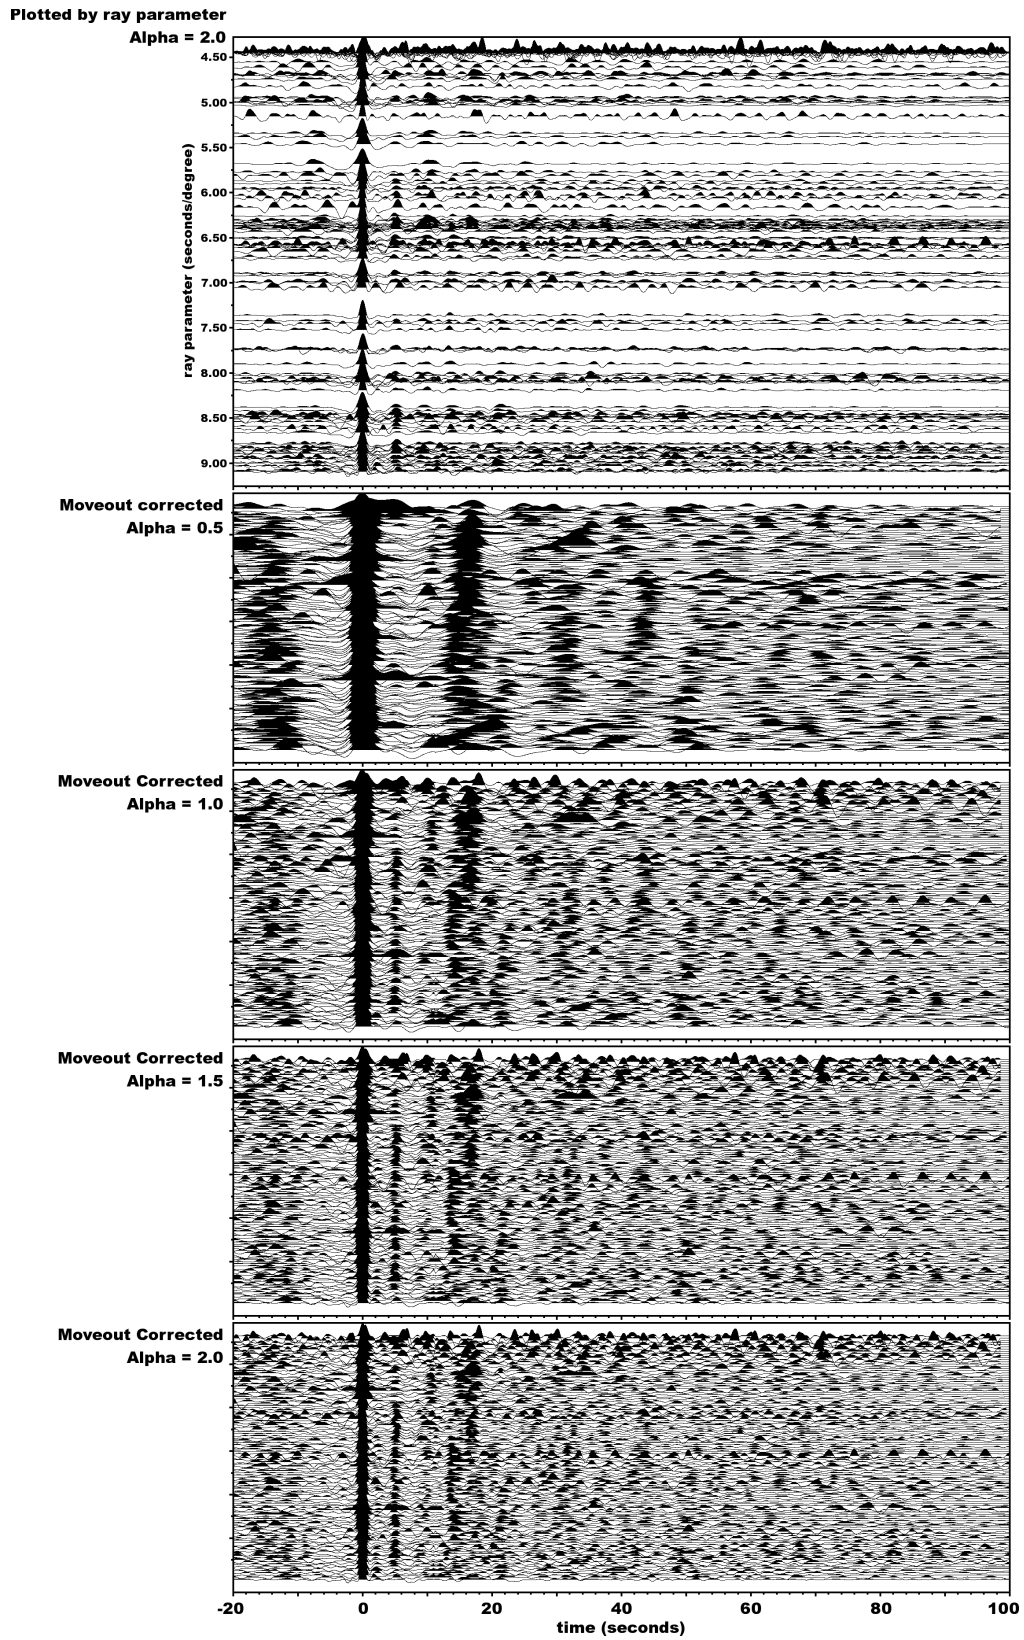 Plotted by ray parameter
Alpha = 2.0
4.50
5.00
5.50
6.00
6.50
7.00
7.50
8.00
8.50
9.00
ray parameter (seconds/degree)
Moveout corrected
Alpha = 0.5
Moveout Corrected
Alpha = 1.0
Moveout Corrected
Alpha = 1.5
Moveout Corrected
Alpha = 2.0
-20 0 20 40 60 80 100
time (seconds)